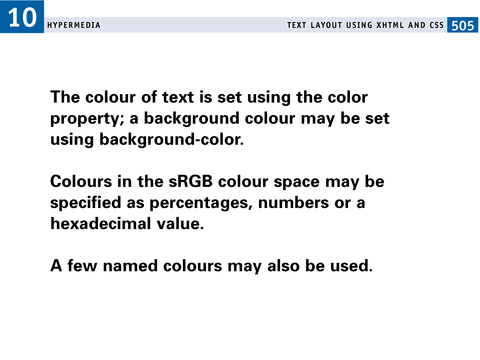 10 HYPERMEDIA TEXT LAYOUT USING XHTML AND CSS 505
The colour of text is set using the color
property; a background colour may be set
using background-color.
Colours in the sRGB colour space may be
specified as percentages, numbers or a
hexadecimal value.
A few named colours may also be used.